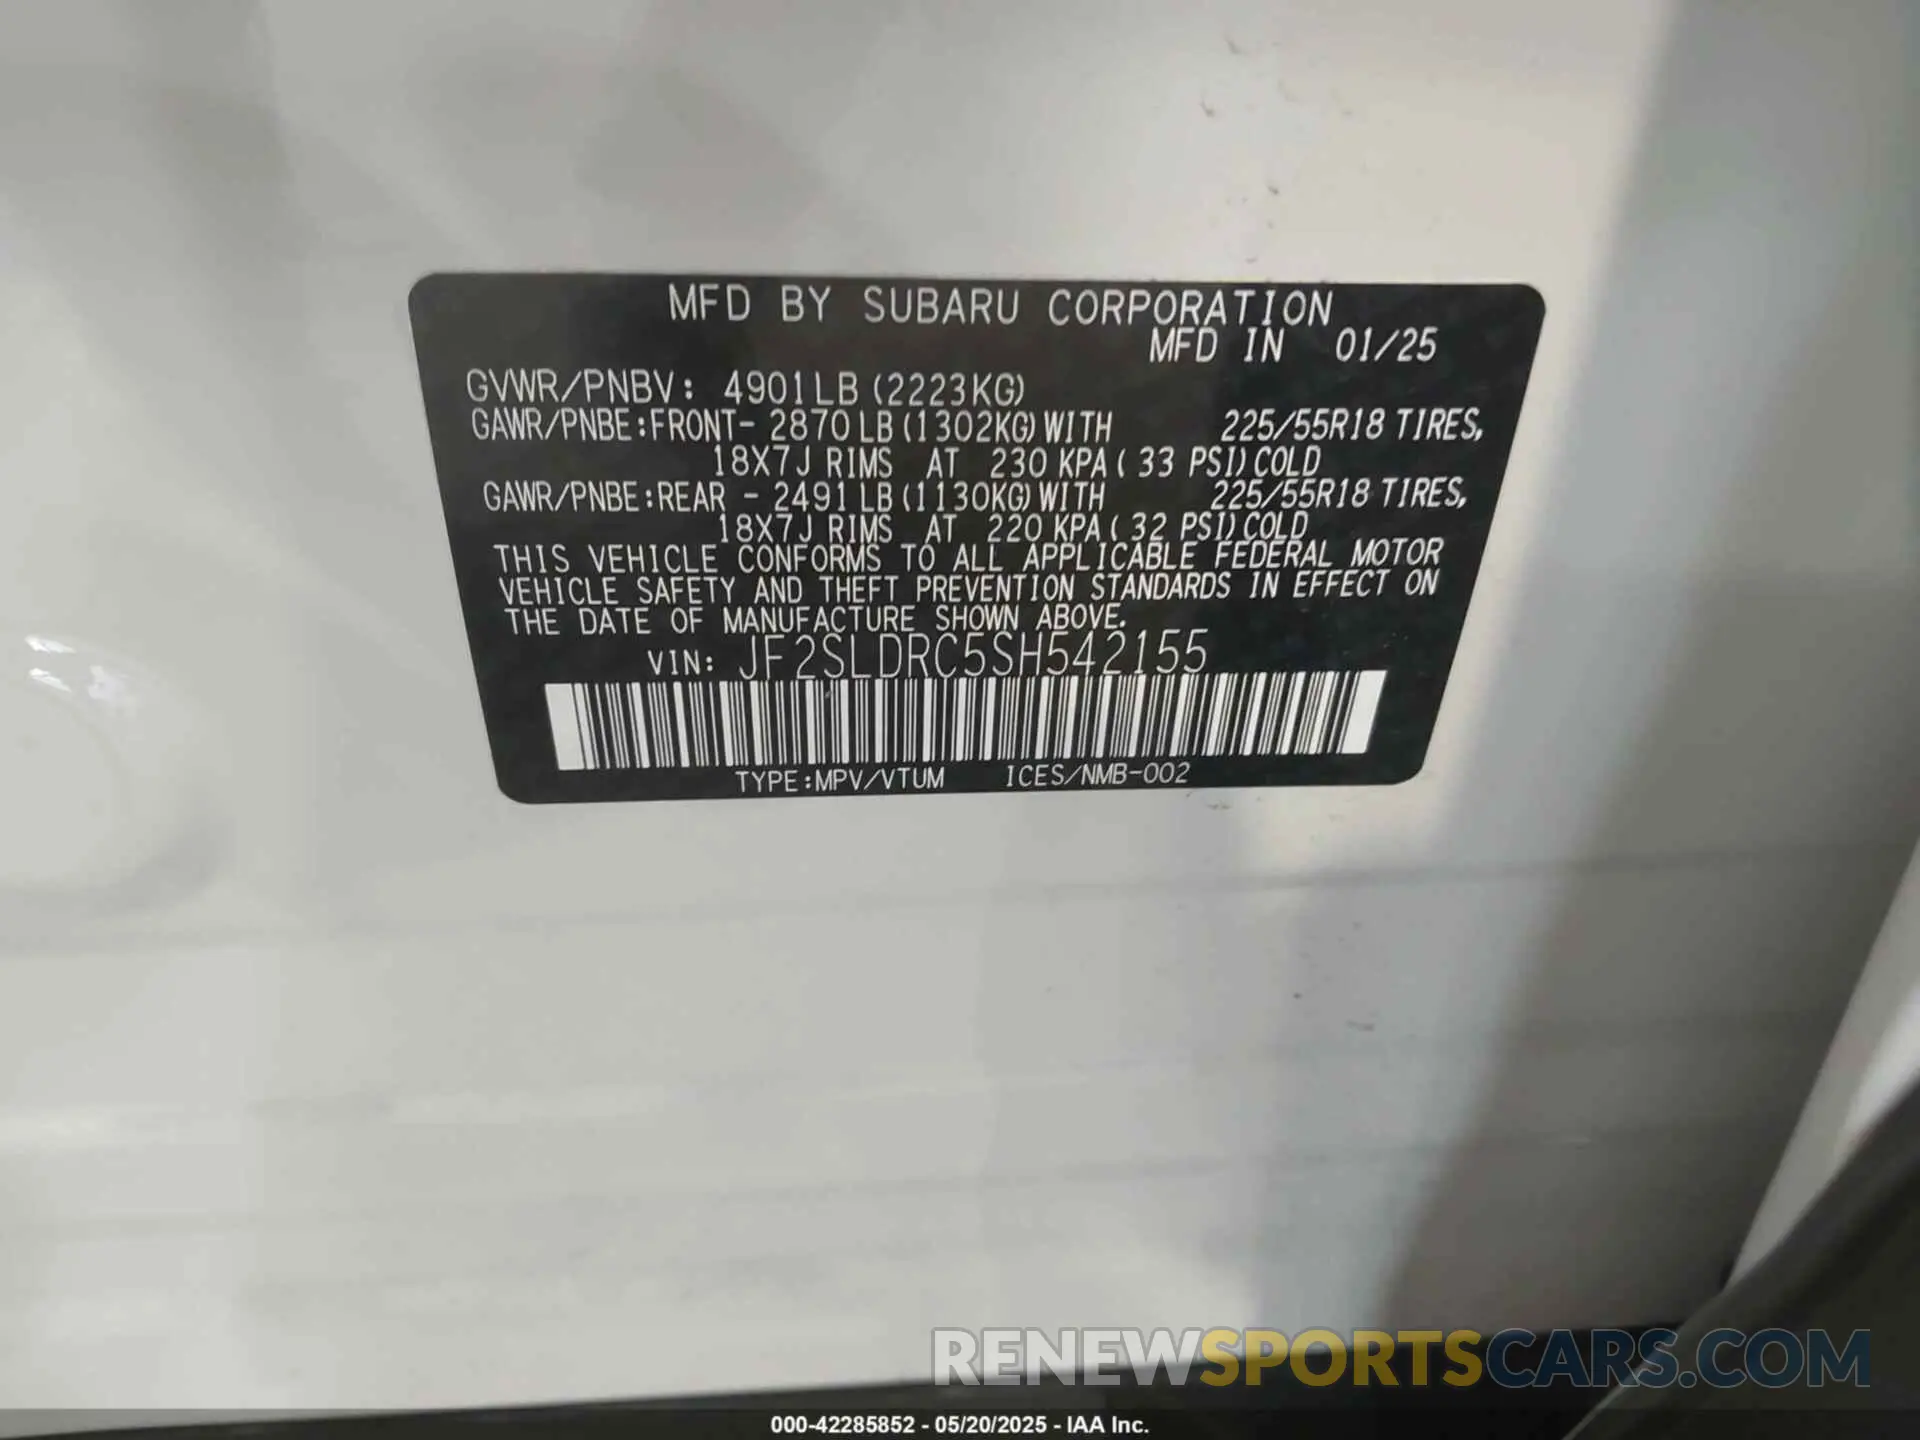 MFD BY SUBARU CORPORATION
MFD IN 01/25
GVWR/PNBV: 4901LB (2223KG)
GAWR/PNBE:FRONT- 2870 LB (1302KG) WITH 225/55R18 TIRES,
18X7J RIMS AT 230 KPA ( 33 PSI) COLD
GAWR/PNBE:REAR - 2491 LB (1130KG) WITH 225/55R18 TIRES,
18X7J RIMS AT 220 KPA ( 32 PSI) COLD
THIS VEHICLE CONFORMS TO ALL APPLICABLE FEDERAL MOTOR
VEHICLE SAFETY AND THEFT PREVENTION STANDARDS IN EFFECT ON
THE DATE OF MANUFACTURE SHOWN ABOVE.
VIN: JF2SLDRC5SH542155
TYPE:MPV/VTUM ICES/NMB-002
RENEWSPORTSCARS.COM
000-42285852 - 05/20/2025 - IAA Inc.